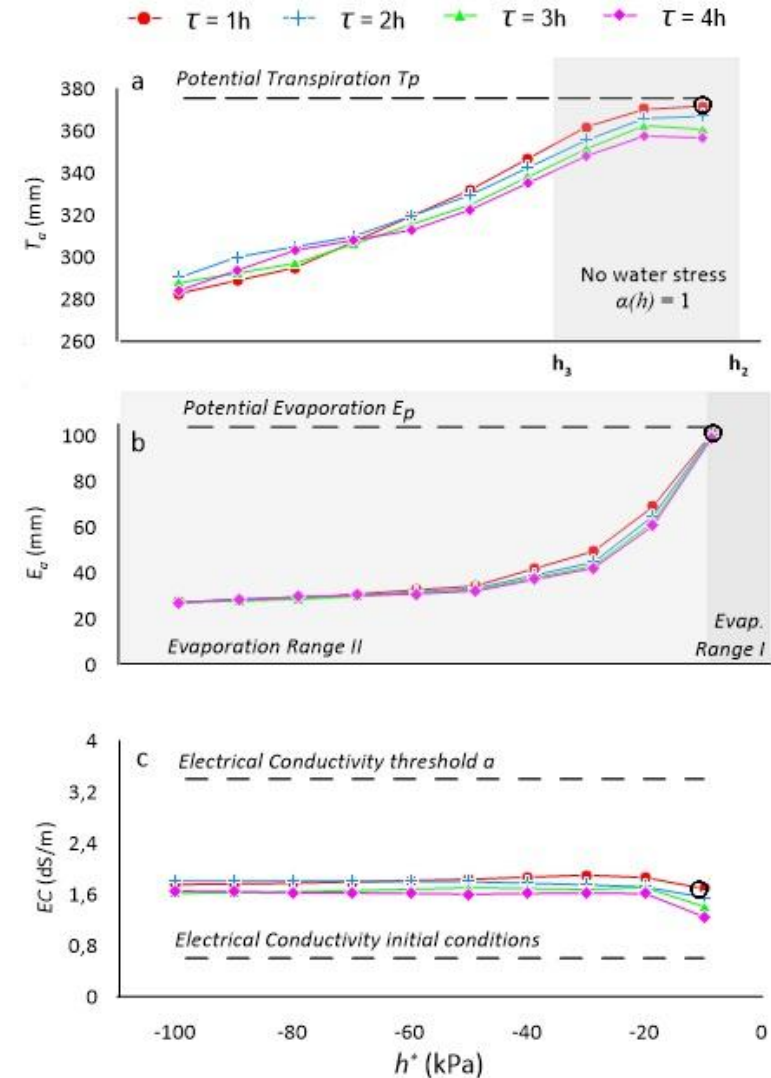 τ = 1h τ = 2h τ = 3h τ = 4h
a Potential Transpiration Tp
380
360
340
320
300
280
260
Tₐ (mm)
No water stress
α(h) = 1
h₃ h₂
Potential Evaporation Eₚ
b
100
80
60
40
20
0
Eₐ (mm)
Evaporation Range II
Evap.
Range I
4
3,2
2,4
1,6
0,8
0
EC (dS/m)
c Electrical Conductivity threshold a
Electrical Conductivity initial conditions
-100 -80 -60 -40 -20 0
h* (kPa)